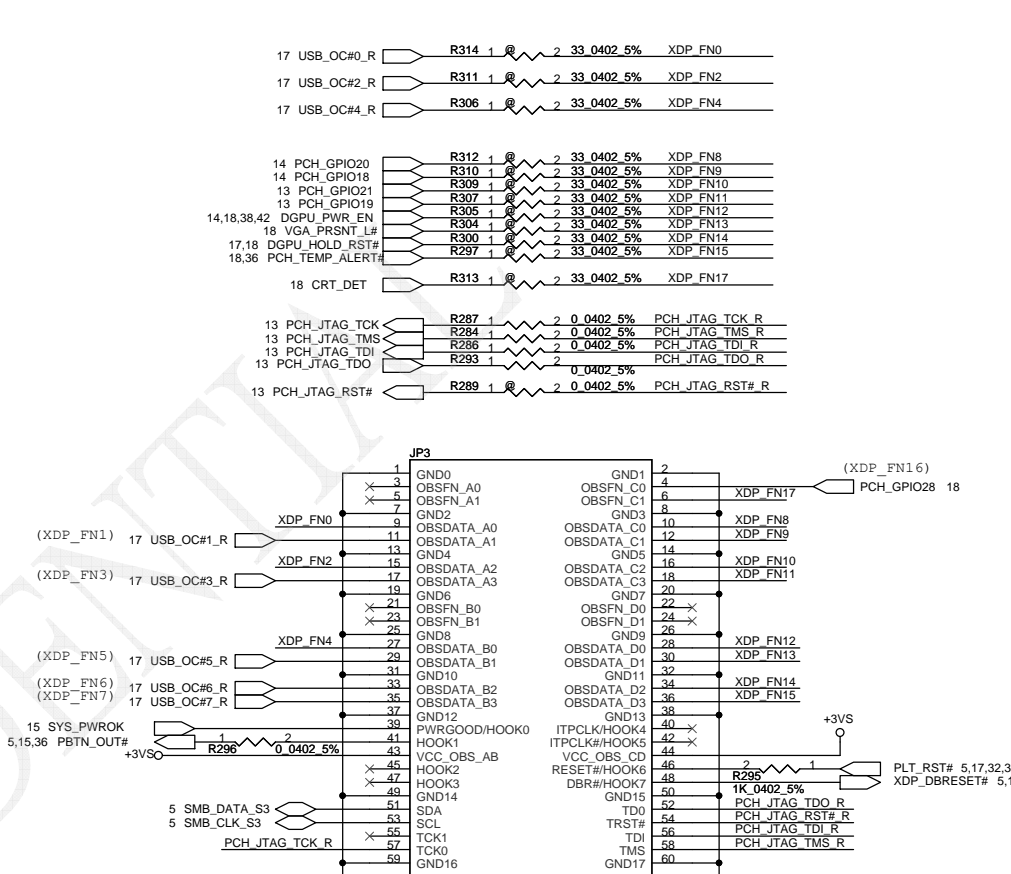 17 USB_OC#0_R R314 1 @ 2 33_0402_5% XDP_FN0
17 USB_OC#2_R R311 1 @ 2 33_0402_5% XDP_FN2
17 USB_OC#4_R R306 1 @ 2 33_0402_5% XDP_FN4
14 PCH_GPIO20 R312 1 @ 2 33_0402_5% XDP_FN8
14 PCH_GPIO18 R310 1 @ 2 33_0402_5% XDP_FN9
13 PCH_GPIO21 R309 1 @ 2 33_0402_5% XDP_FN10
13 PCH_GPIO19 R307 1 @ 2 33_0402_5% XDP_FN11
14,18,38,42 DGPU_PWR_EN R305 1 @ 2 33_0402_5% XDP_FN12
18 VGA_PRSNT_L# R304 1 @ 2 33_0402_5% XDP_FN13
17,18 DGPU_HOLD_RST# R300 1 @ 2 33_0402_5% XDP_FN14
18,36 PCH_TEMP_ALERT# R297 1 @ 2 33_0402_5% XDP_FN15
18 CRT_DET R313 1 @ 2 33_0402_5% XDP_FN17
13 PCH_JTAG_TCK R287 1 2 0_0402_5% PCH_JTAG_TCK_R
13 PCH_JTAG_TMS R284 1 2 0_0402_5% PCH_JTAG_TMS_R
13 PCH_JTAG_TDI R286 1 2 0_0402_5% PCH_JTAG_TDI_R
13 PCH_JTAG_TDO R293 1 2 PCH_JTAG_TDO_R
0_0402_5%
13 PCH_JTAG_RST# R289 1 @ 2 0_0402_5% PCH_JTAG_RST#_R
JP3
1 GND0 GND1 2
(XDP_FN16)
3 OBSFN_A0 OBSFN_C0 4 PCH_GPIO28 18
5 OBSFN_A1 OBSFN_C1 6 XDP_FN17
7 GND2 GND3 8
XDP_FN0 9 OBSDATA_A0 OBSDATA_C0 10 XDP_FN8
(XDP_FN1) 17 USB_OC#1_R 11 OBSDATA_A1 OBSDATA_C1 12 XDP_FN9
13 GND4 GND5 14
XDP_FN2 15 OBSDATA_A2 OBSDATA_C2 16 XDP_FN10
(XDP_FN3) 17 USB_OC#3_R 17 OBSDATA_A3 OBSDATA_C3 18 XDP_FN11
19 GND6 GND7 20
21 OBSFN_B0 OBSFN_D0 22
23 OBSFN_B1 OBSFN_D1 24
25 GND8 GND9 26
XDP_FN4 27 OBSDATA_B0 OBSDATA_D0 28 XDP_FN12
(XDP_FN5) 17 USB_OC#5_R 29 OBSDATA_B1 OBSDATA_D1 30 XDP_FN13
31 GND10 GND11 32
(XDP_FN6) 17 USB_OC#6_R 33 OBSDATA_B2 OBSDATA_D2 34 XDP_FN14
(XDP_FN7) 17 USB_OC#7_R 35 OBSDATA_B3 OBSDATA_D3 36 XDP_FN15
37 GND12 GND13 38
15 SYS_PWROK 39 PWRGOOD/HOOK0 ITPCLK/HOOK4 40 +3VS
5,15,36 PBTN_OUT# 1 2 41 HOOK1 ITPCLK#/HOOK5 42
R296 0_0402_5%
+3VS 43 VCC_OBS_AB VCC_OBS_CD 44
45 HOOK2 RESET#/HOOK6 46 2 1 PLT_RST# 5,17,32,3
R295
47 HOOK3 DBR#/HOOK7 48 XDP_DBRESET# 5,1
1K_0402_5%
49 GND14 GND15 50
5 SMB_DATA_S3 51 SDA TD0 52 PCH_JTAG_TDO_R
5 SMB_CLK_S3 53 SCL TRST# 54 PCH_JTAG_RST#_R
55 TCK1 TDI 56 PCH_JTAG_TDI_R
PCH_JTAG_TCK_R 57 TCK0 TMS 58 PCH_JTAG_TMS_R
59 GND16 GND17 60
DENTIAL